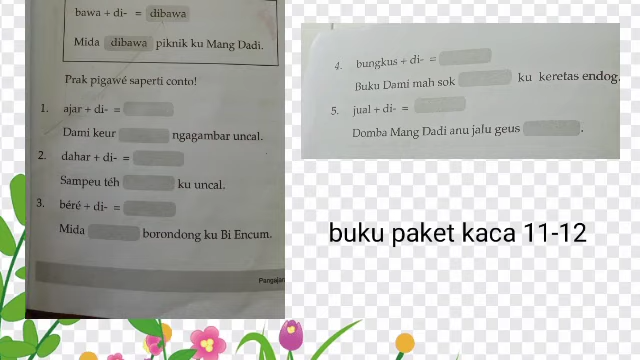 bawa + di- = dibawa
Mida dibawa piknik ku Mang Dadi.
Prak pigawé saperti conto!
1. ajar + di- =
Dami keur ngagambar uncal.
2. dahar + di- =
Sampeu téh ku uncal.
3. béré + di- =
Mida borondong ku Bi Encum.
Pangajar
4. bungkus + di- =
Buku Dami mah sok ku keretas endog.
5. jual + di- =
Domba Mang Dadi anu jalu geus .
buku paket kaca 11-12